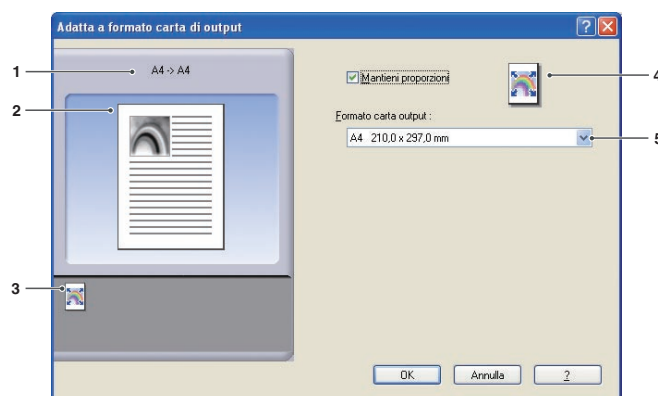 Adatta a formato carta di output
?
1
A4 -> A4
Mantieni proporzioni
4
2
Formato carta output :
A4 210,0 x 297,0 mm
5
3
OK
Annulla
?